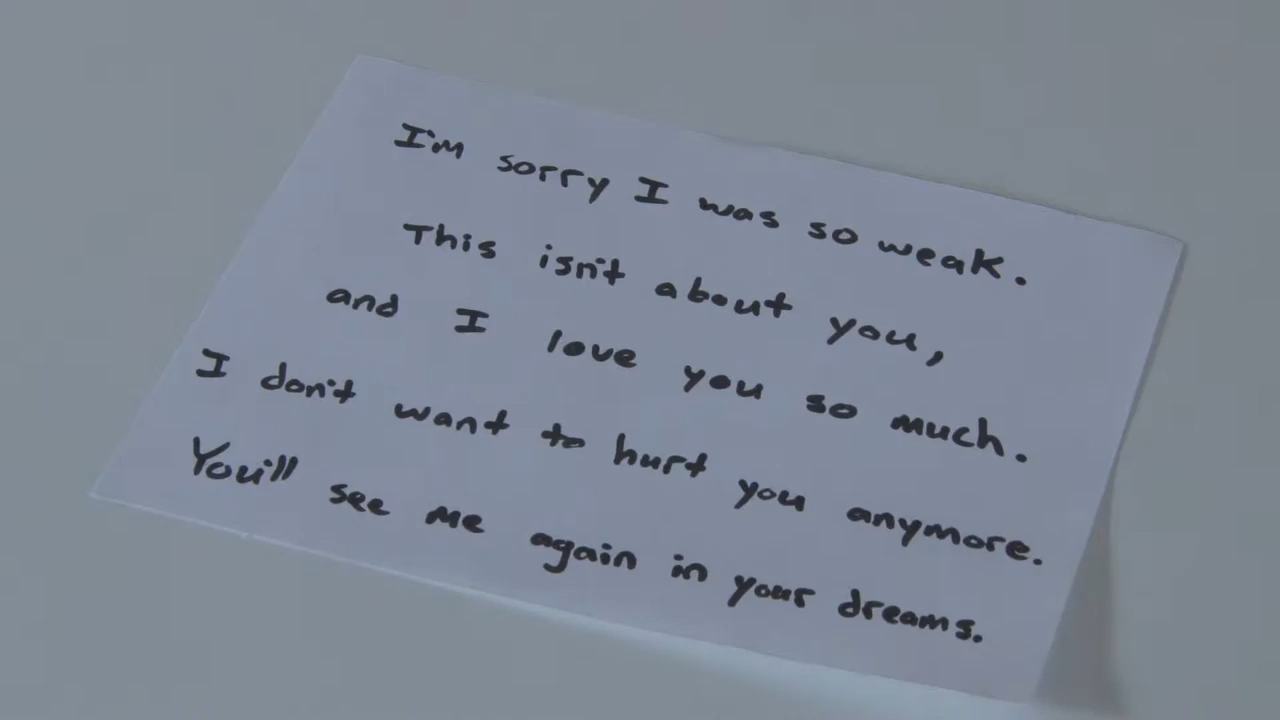 I'm sorry I was so weak.
This isn't about you,
and I love you so much.
I don't want to hurt you anymore.
You'll see me again in your dreams.